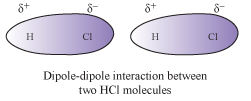 δ+ δ– δ+ δ–
H Cl H Cl
Dipole-dipole interaction between
two HCl molecules